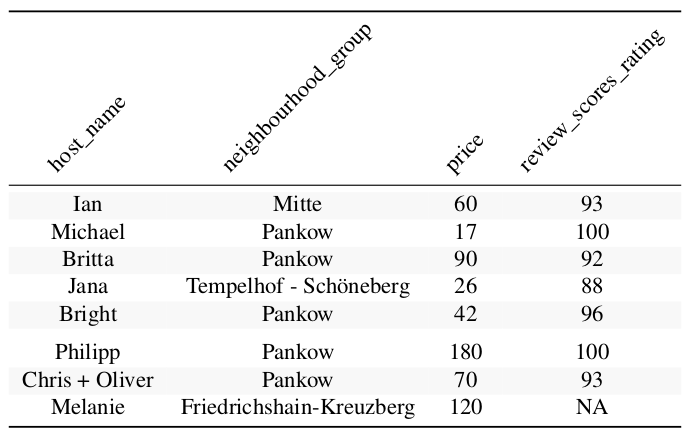 host_name neighbourhood_group price review_scores_rating
Ian Mitte 60 93
Michael Pankow 17 100
Britta Pankow 90 92
Jana Tempelhof - Schöneberg 26 88
Bright Pankow 42 96
Philipp Pankow 180 100
Chris + Oliver Pankow 70 93
Melanie Friedrichshain-Kreuzberg 120 NA